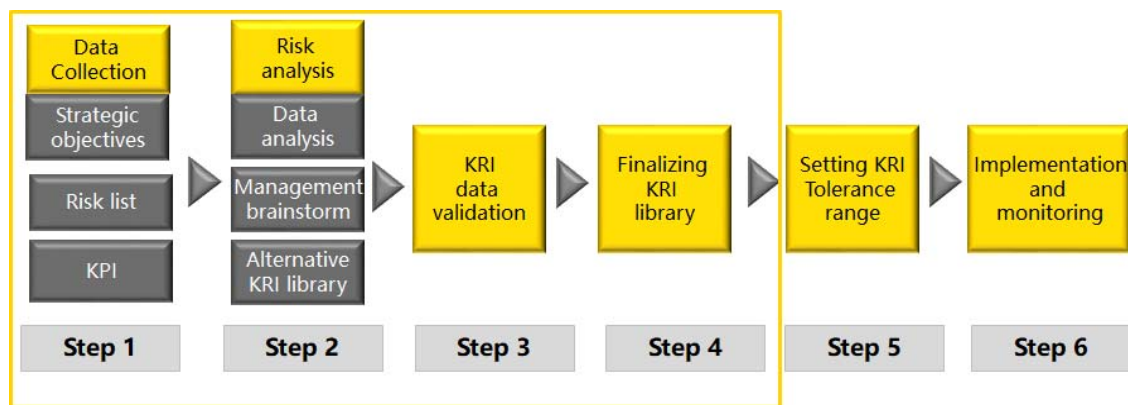 Data
Collection
Strategic
objectives
Risk list
KPI
Step 1
Risk
analysis
Data
analysis
Management
brainstorm
Alternative
KRI library
Step 2
KRI
data
validation
Step 3
Finalizing
KRI
library
Step 4
Setting KRI
Tolerance
range
Step 5
Implementation
and
monitoring
Step 6